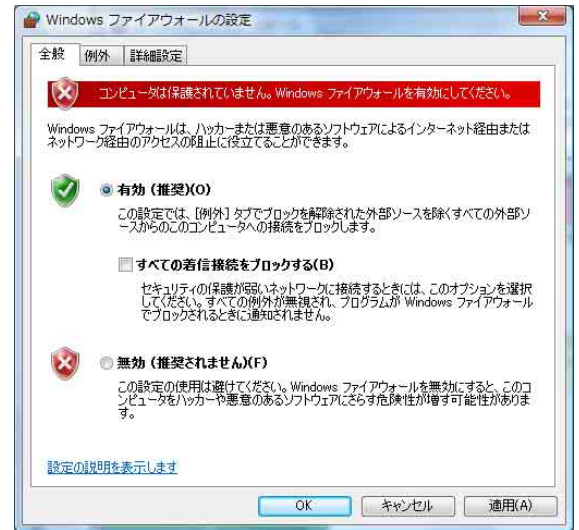 Windows ファイアウォールの設定
全般 例外 詳細設定
コンピュータは保護されていません。Windows ファイアウォールを有効にしてください。
Windows ファイアウォールは、ハッカーまたは悪意のあるソフトウェアによるインターネット経由または
ネットワーク経由のアクセスの阻止に役立てることができます。
有効 (推奨)(O)
この設定では、[例外] タブでブロックを解除された外部ソースを除くすべての外部ソ
ースからのこのコンピュータへの接続をブロックします。
すべての着信接続をブロックする(B)
セキュリティの保護が弱いネットワークに接続するときには、このオプションを選択
してください。すべての例外が無視され、プログラムが Windows ファイアウォール
でブロックされるときに通知されません。
無効 (推奨されません)(F)
この設定の使用は避けてください。Windows ファイアウォールを無効にすると、このコ
ンピュータをハッカーや悪意のあるソフトウェアにさらす危険性が増す可能性がありま
す。
設定の説明を表示します
OK キャンセル 適用(A)